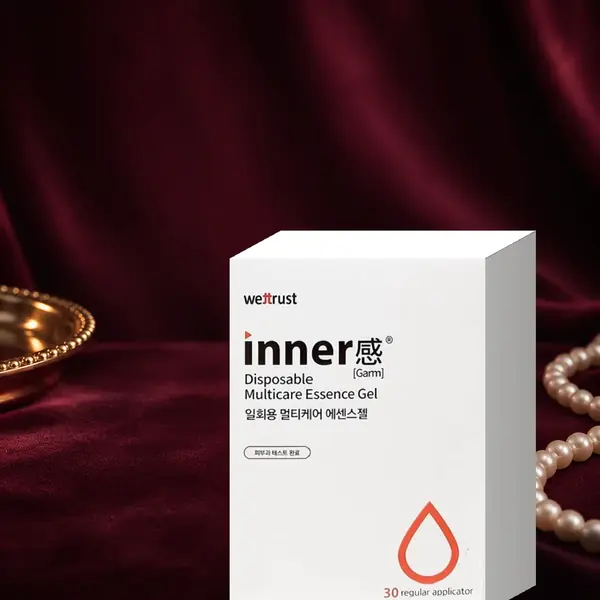 wettrust
inner感®
[Garm]
Disposable
Multicare Essence Gel
일회용 멀티케어 에센스젤
피부과 테스트 완료
30 regular applicator